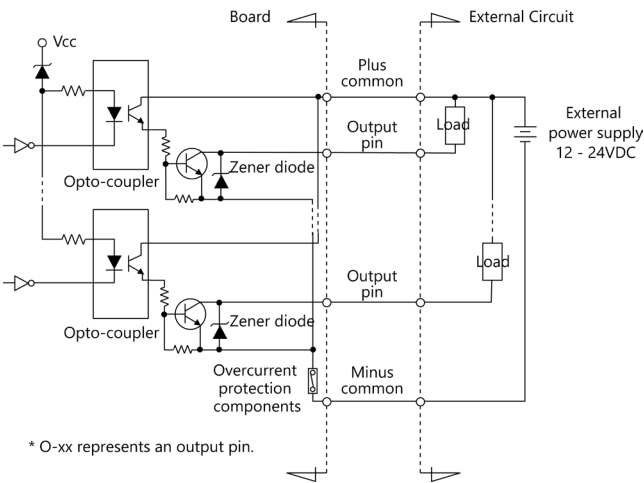 Board
External Circuit
Vcc
Plus
common
Output
pin
Load
External
power supply
12 - 24VDC
Zener diode
Opto-coupler
Load
Output
pin
Zener diode
Opto-coupler
Overcurrent
protection
components
Minus
common
* O-xx represents an output pin.